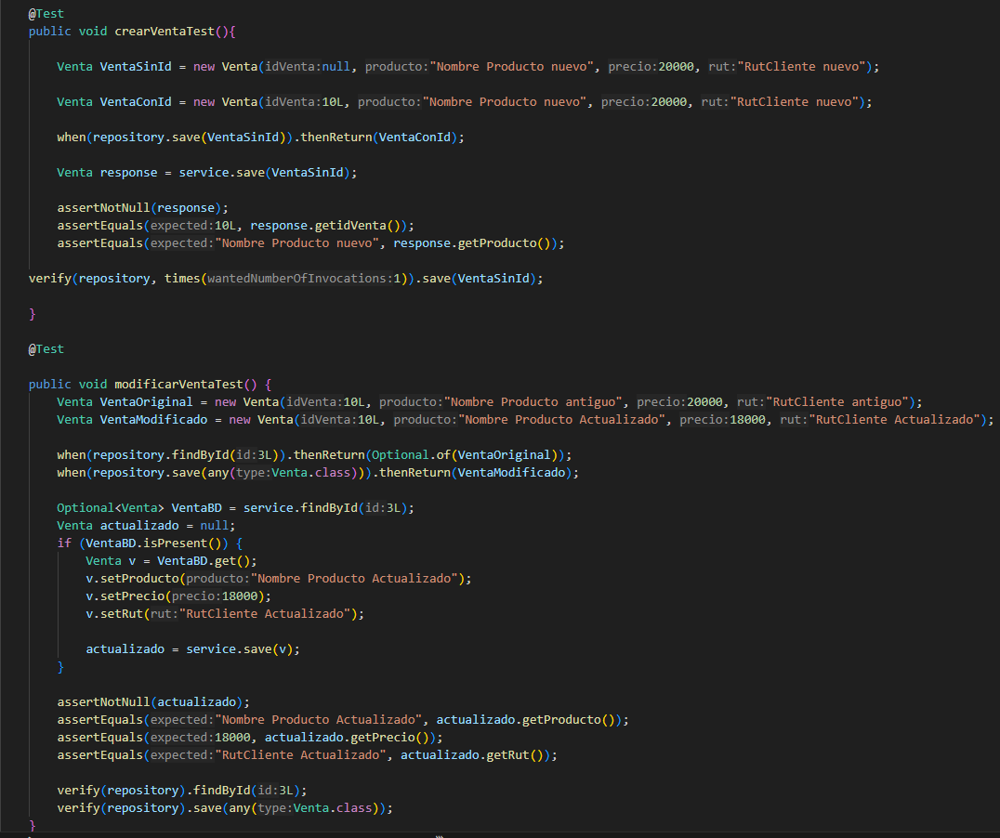 @Test
public void crearVentaTest(){
Venta VentaSinId = new Venta(idVenta:null, producto:"Nombre Producto nuevo", precio:20000, rut:"RutCliente nuevo");
Venta VentaConId = new Venta(idVenta:10L, producto:"Nombre Producto nuevo", precio:20000, rut:"RutCliente nuevo");
when(repository.save(VentaSinId)).thenReturn(VentaConId);
Venta response = service.save(VentaSinId);
assertNotNull(response);
assertEquals(expected:10L, response.getidVenta());
assertEquals(expected:"Nombre Producto nuevo", response.getProducto());
verify(repository, times(wantedNumberOfInvocations:1)).save(VentaSinId);
}
@Test
public void modificarVentaTest() {
Venta VentaOriginal = new Venta(idVenta:10L, producto:"Nombre Producto antiguo", precio:20000, rut:"RutCliente antiguo");
Venta VentaModificado = new Venta(idVenta:10L, producto:"Nombre Producto Actualizado", precio:18000, rut:"RutCliente Actualizado");
when(repository.findById(id:3L)).thenReturn(Optional.of(VentaOriginal));
when(repository.save(any(type:Venta.class))).thenReturn(VentaModificado);
Optional<Venta> VentaBD = service.findById(id:3L);
Venta actualizado = null;
if (VentaBD.isPresent()) {
Venta v = VentaBD.get();
v.setProducto(producto:"Nombre Producto Actualizado");
v.setPrecio(precio:18000);
v.setRut(rut:"RutCliente Actualizado");
actualizado = service.save(v);
}
assertNotNull(actualizado);
assertEquals(expected:"Nombre Producto Actualizado", actualizado.getProducto());
assertEquals(expected:18000, actualizado.getPrecio());
assertEquals(expected:"RutCliente Actualizado", actualizado.getRut());
verify(repository).findById(id:3L);
verify(repository).save(any(type:Venta.class));
}